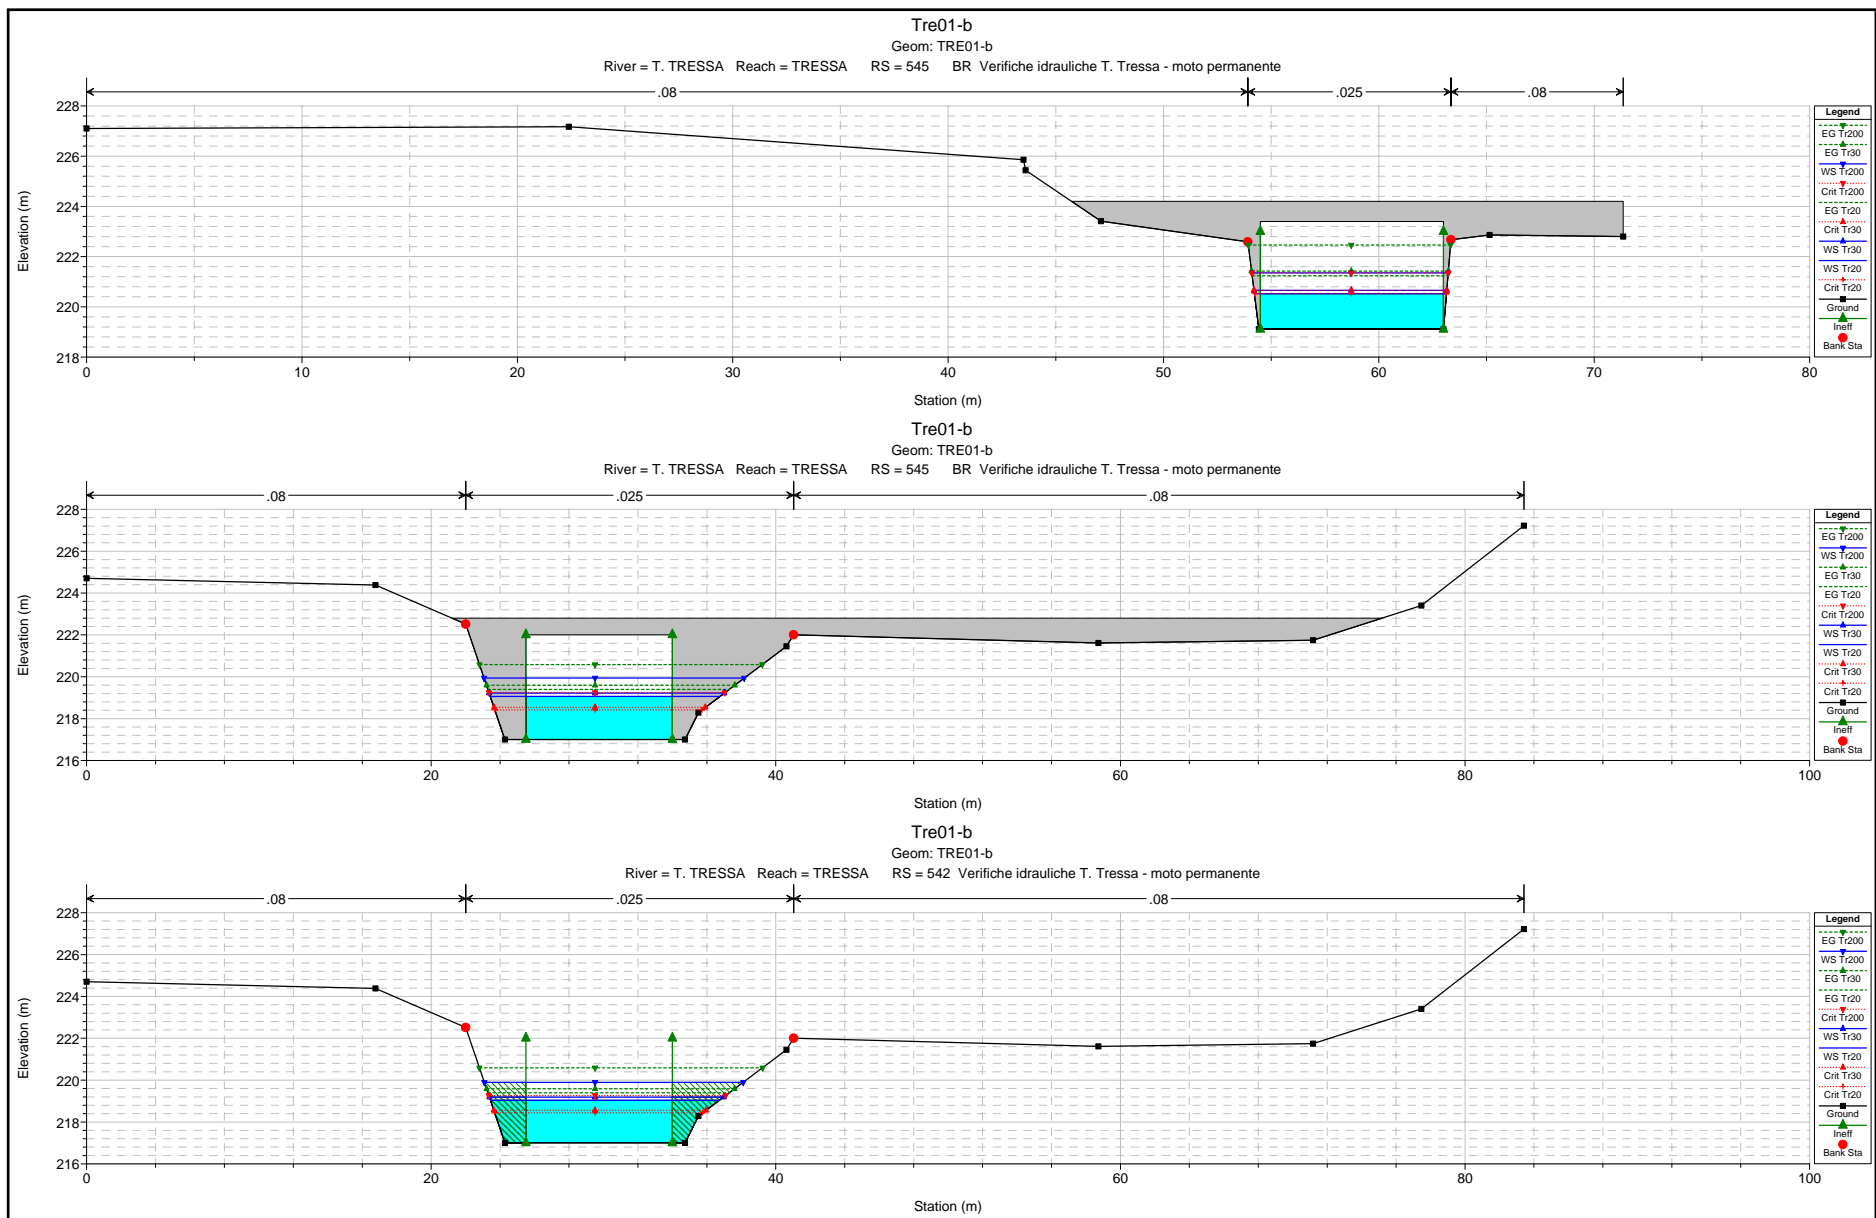 Tre01-b
Geom: TRE01-b
River = T. TRESSA Reach = TRESSA RS = 545 BR Verifiche idrauliche T. Tressa - moto permanente
.08
.025
.08
228
226
224
222
220
218
Elevation (m)
0
10
20
30
40
50
60
70
80
Station (m)
Legend
EG Tr200
EG Tr30
WS Tr200
Crit Tr200
EG Tr20
Crit Tr30
WS Tr30
WS Tr20
Crit Tr20
Ground
Ineff
Bank Sta
Tre01-b
Geom: TRE01-b
River = T. TRESSA Reach = TRESSA RS = 545 BR Verifiche idrauliche T. Tressa - moto permanente
.08
.025
.08
228
226
224
222
220
218
216
Elevation (m)
0
20
40
60
80
100
Station (m)
Legend
EG Tr200
WS Tr200
EG Tr30
EG Tr20
Crit Tr200
WS Tr30
WS Tr20
Crit Tr30
Crit Tr20
Ground
Ineff
Bank Sta
Tre01-b
Geom: TRE01-b
River = T. TRESSA Reach = TRESSA RS = 542 Verifiche idrauliche T. Tressa - moto permanente
.08
.025
.08
228
226
224
222
220
218
216
Elevation (m)
0
20
40
60
80
100
Station (m)
Legend
EG Tr200
WS Tr200
EG Tr30
EG Tr20
Crit Tr200
WS Tr30
WS Tr20
Crit Tr30
Crit Tr20
Ground
Ineff
Bank Sta